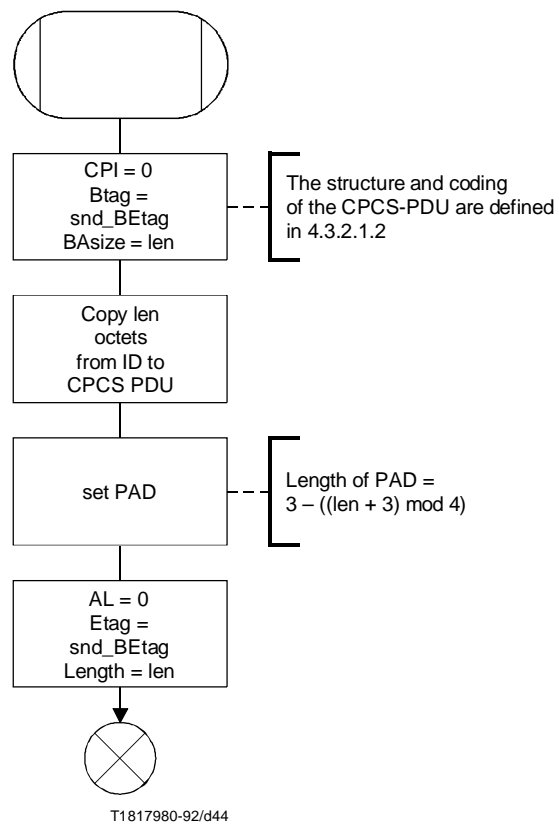 CPI = 0
Btag =
snd_BEtag
BAsize = len
The structure and coding
of the CPCS-PDU are defined
in 4.3.2.1.2
Copy len
octets
from ID to
CPCS PDU
set PAD
Length of PAD =
3 – ((len + 3) mod 4)
AL = 0
Etag =
snd_BEtag
Length = len
T1817980-92/d44